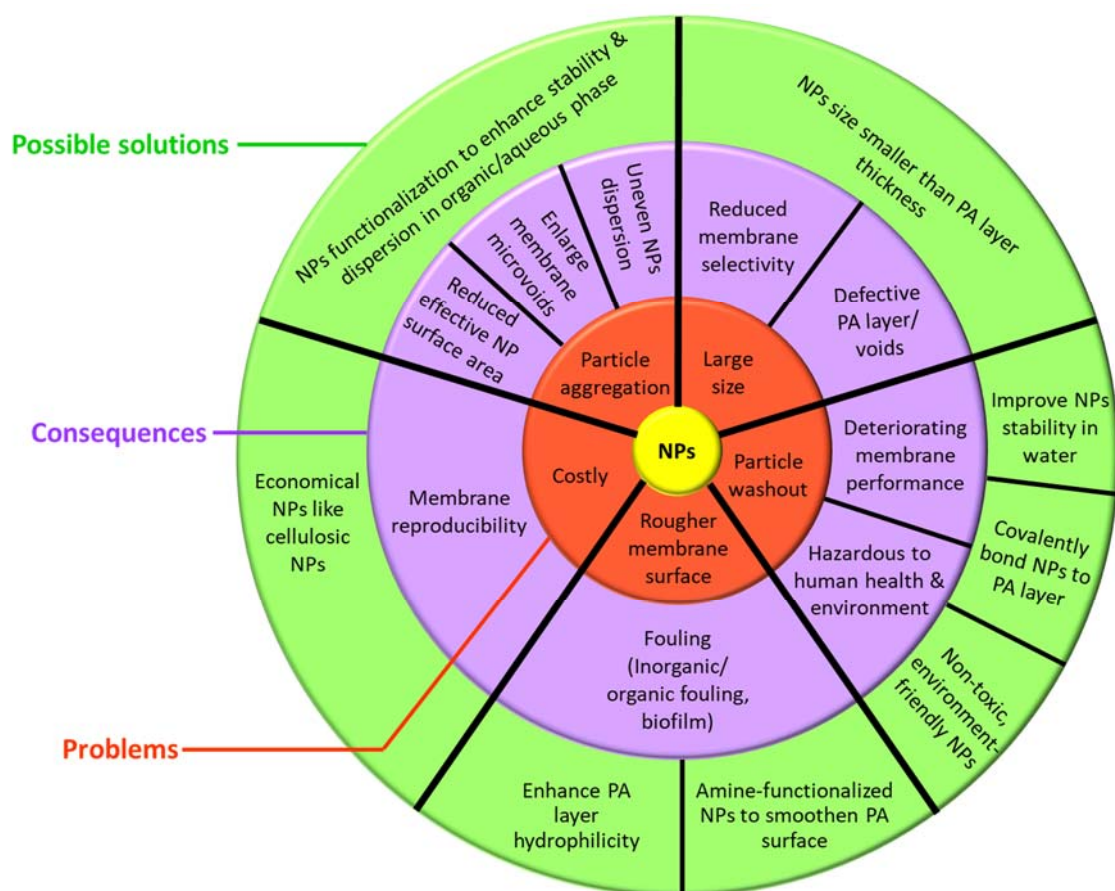 Possible solutions
Consequences
Problems
NPs
Particle
aggregation
Large
size
Particle
washout
Rougher
membrane
surface
Costly
Uneven NPs
dispersion
Enlarge
membrane
microvoids
Reduced
effective NP
surface area
Reduced
membrane
selectivity
Defective
PA layer/
voids
Deteriorating
membrane
performance
Hazardous to
human health &
environment
Fouling
(Inorganic/
organic fouling,
biofilm)
Membrane
reproducibility
NPs functionalization to enhance stability &
dispersion in organic/aqueous phase
NPs size smaller than PA layer
thickness
Improve NPs
stability in
water
Covalently
bond NPs to
PA layer
Non-toxic,
environment-
friendly NPs
Amine-functionalized
NPs to smoothen PA
surface
Enhance PA
layer
hydrophilicity
Economical
NPs like
cellulosic
NPs